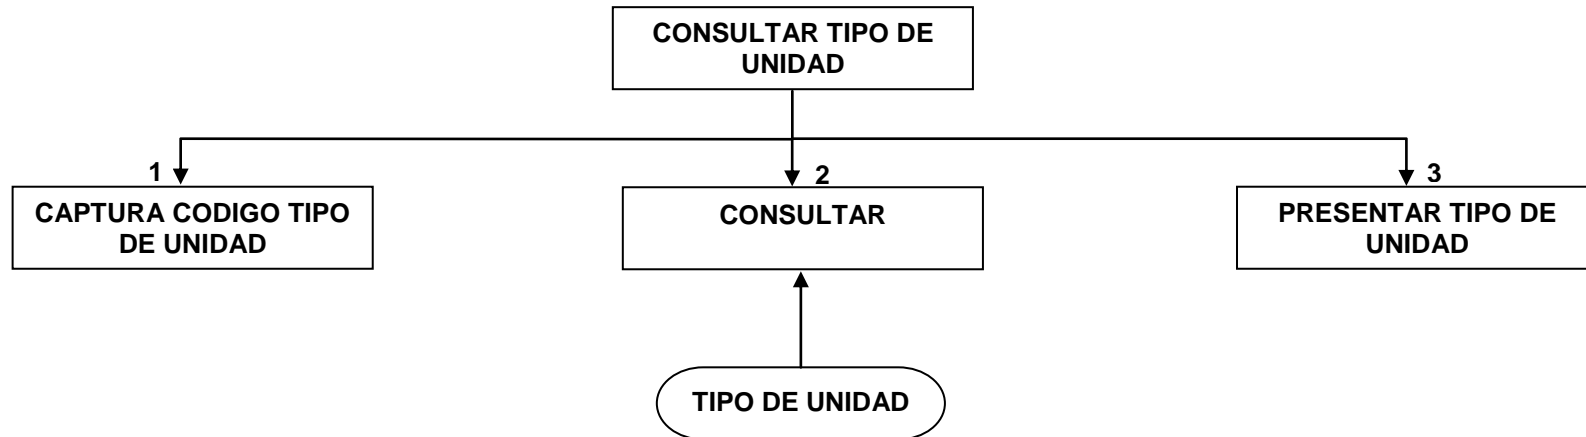 CONSULTAR TIPO DE
UNIDAD
1
2
3
CAPTURA CODIGO TIPO
DE UNIDAD
CONSULTAR
PRESENTAR TIPO DE
UNIDAD
TIPO DE UNIDAD